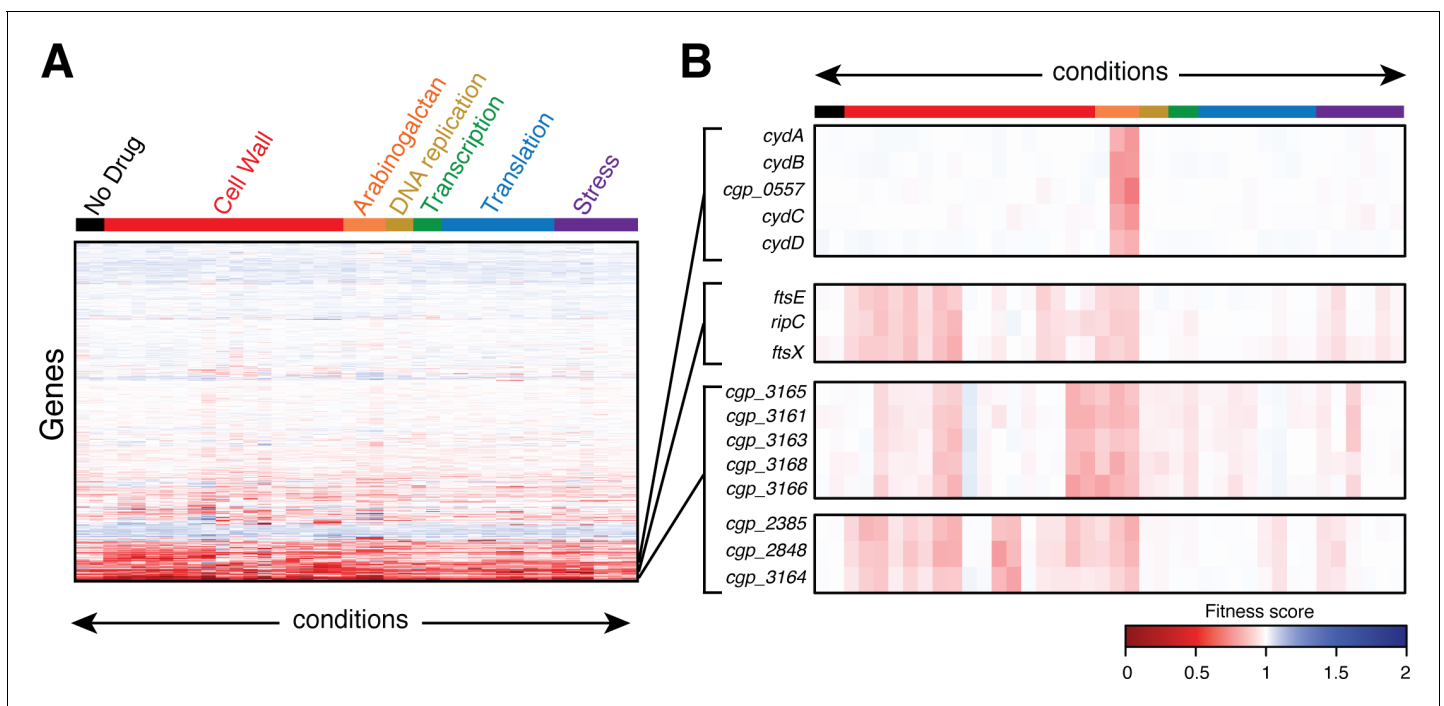 A
No Drug
Cell Wall
Arabinogalctan
DNA replication
Transcription
Translation
Stress
Genes
conditions
B
conditions
cydA
cydB
cgp_0557
cydC
cydD
ftsE
ripC
ftsX
cgp_3165
cgp_3161
cgp_3163
cgp_3168
cgp_3166
cgp_2385
cgp_2848
cgp_3164
Fitness score
0 0.5 1 1.5 2